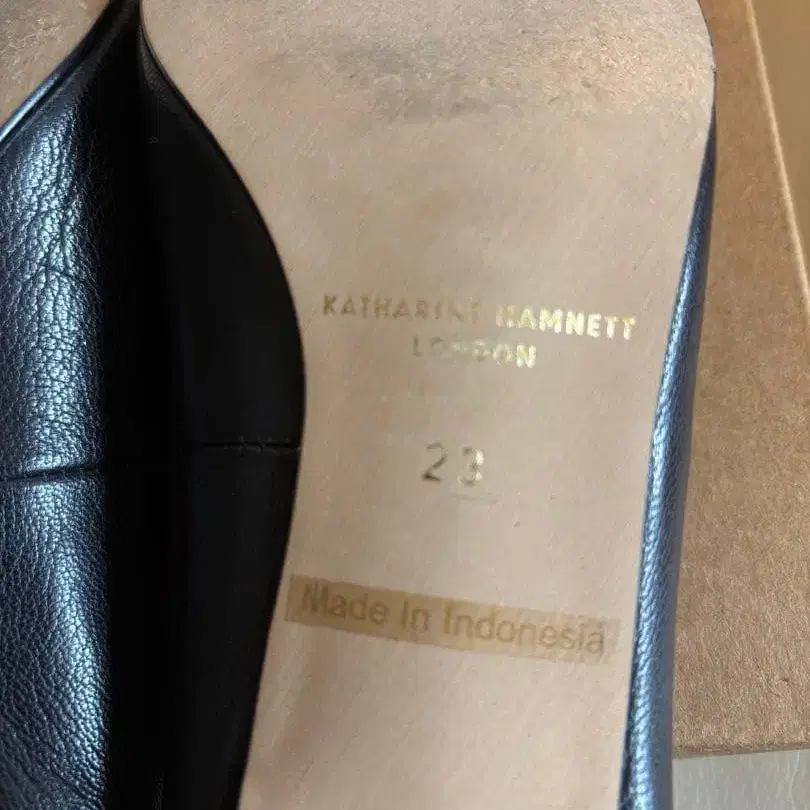 KATHARINE HAMNETT
LONDON
23
Made In Indonesia